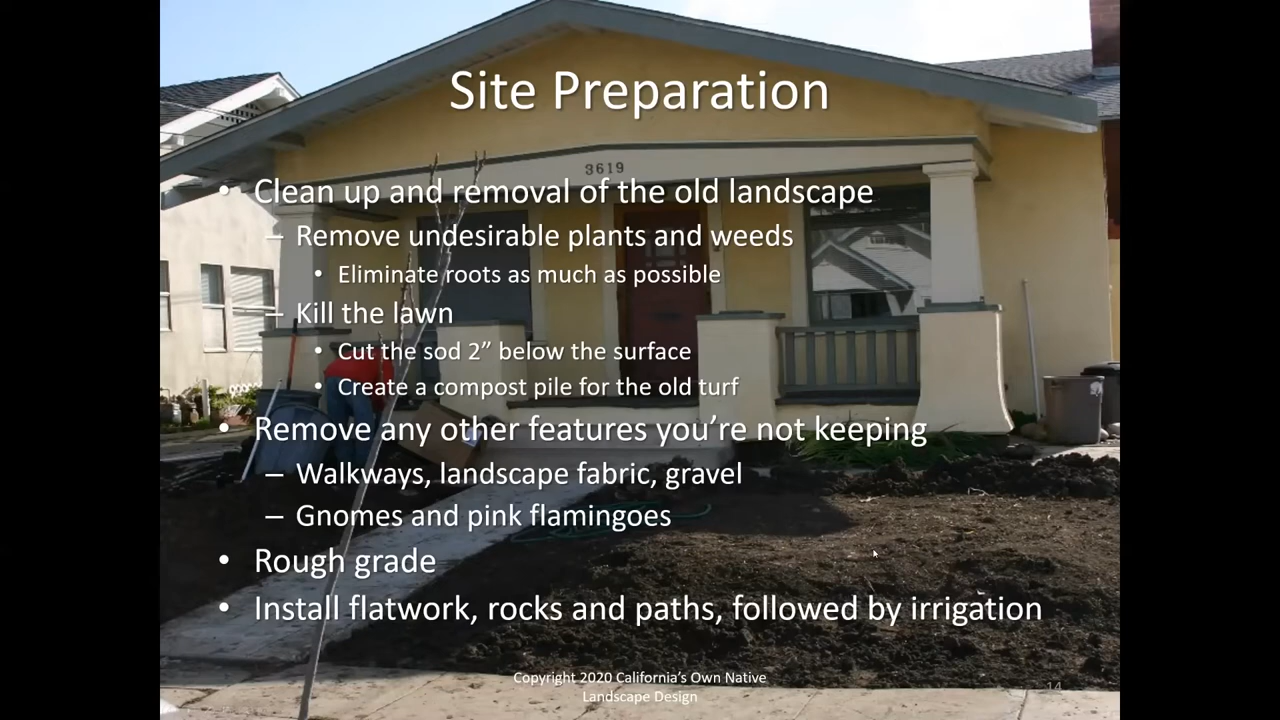 Site Preparation
3619
• Clean up and removal of the old landscape
– Remove undesirable plants and weeds
• Eliminate roots as much as possible
– Kill the lawn
• Cut the sod 2” below the surface
• Create a compost pile for the old turf
• Remove any other features you’re not keeping
– Walkways, landscape fabric, gravel
– Gnomes and pink flamingoes
• Rough grade
• Install flatwork, rocks and paths, followed by irrigation
Copyright 2020 California’s Own Native
Landscape Design
14